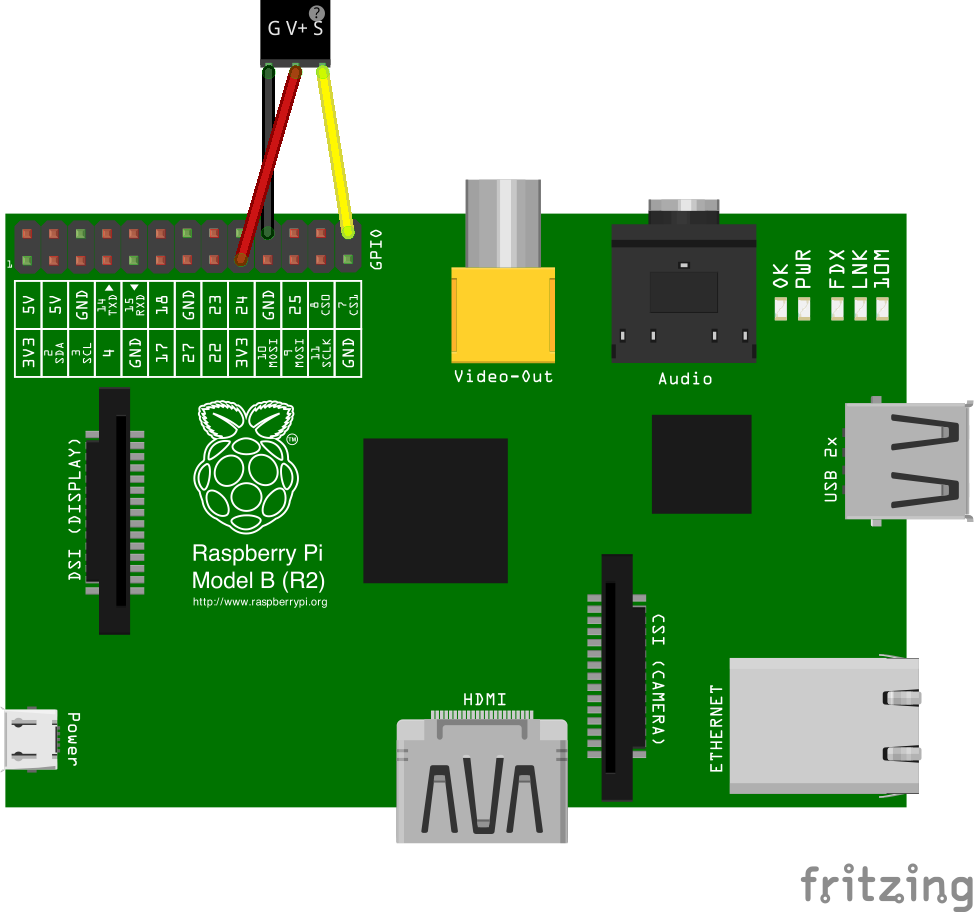 ?
G V+ S
GPIO
1
5V 5V GND 14 TXD 15 RXD 18 GND 23 24 GND 25 8 CS0 7 CS1
3V3 2 SDA 3 SCL 4 GND 17 27 22 3V3 10 MOSI 9 MOSI 11 SCLK GND
Video-Out
Audio
OK
PWR
FDX
LNK
10M
USB 2x
DSI (DISPLAY)
TM
Raspberry Pi
Model B (R2)
http://www.raspberrypi.org
CSI (CAMERA)
ETHERNET
HDMI
Power
fritzing